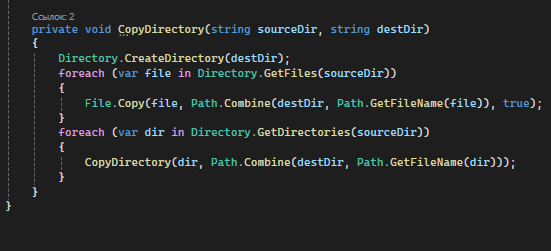 Ссылок: 2
private void CopyDirectory(string sourceDir, string destDir)
{
Directory.CreateDirectory(destDir);
foreach (var file in Directory.GetFiles(sourceDir))
{
File.Copy(file, Path.Combine(destDir, Path.GetFileName(file)), true);
}
foreach (var dir in Directory.GetDirectories(sourceDir))
{
CopyDirectory(dir, Path.Combine(destDir, Path.GetFileName(dir)));
}
}
}